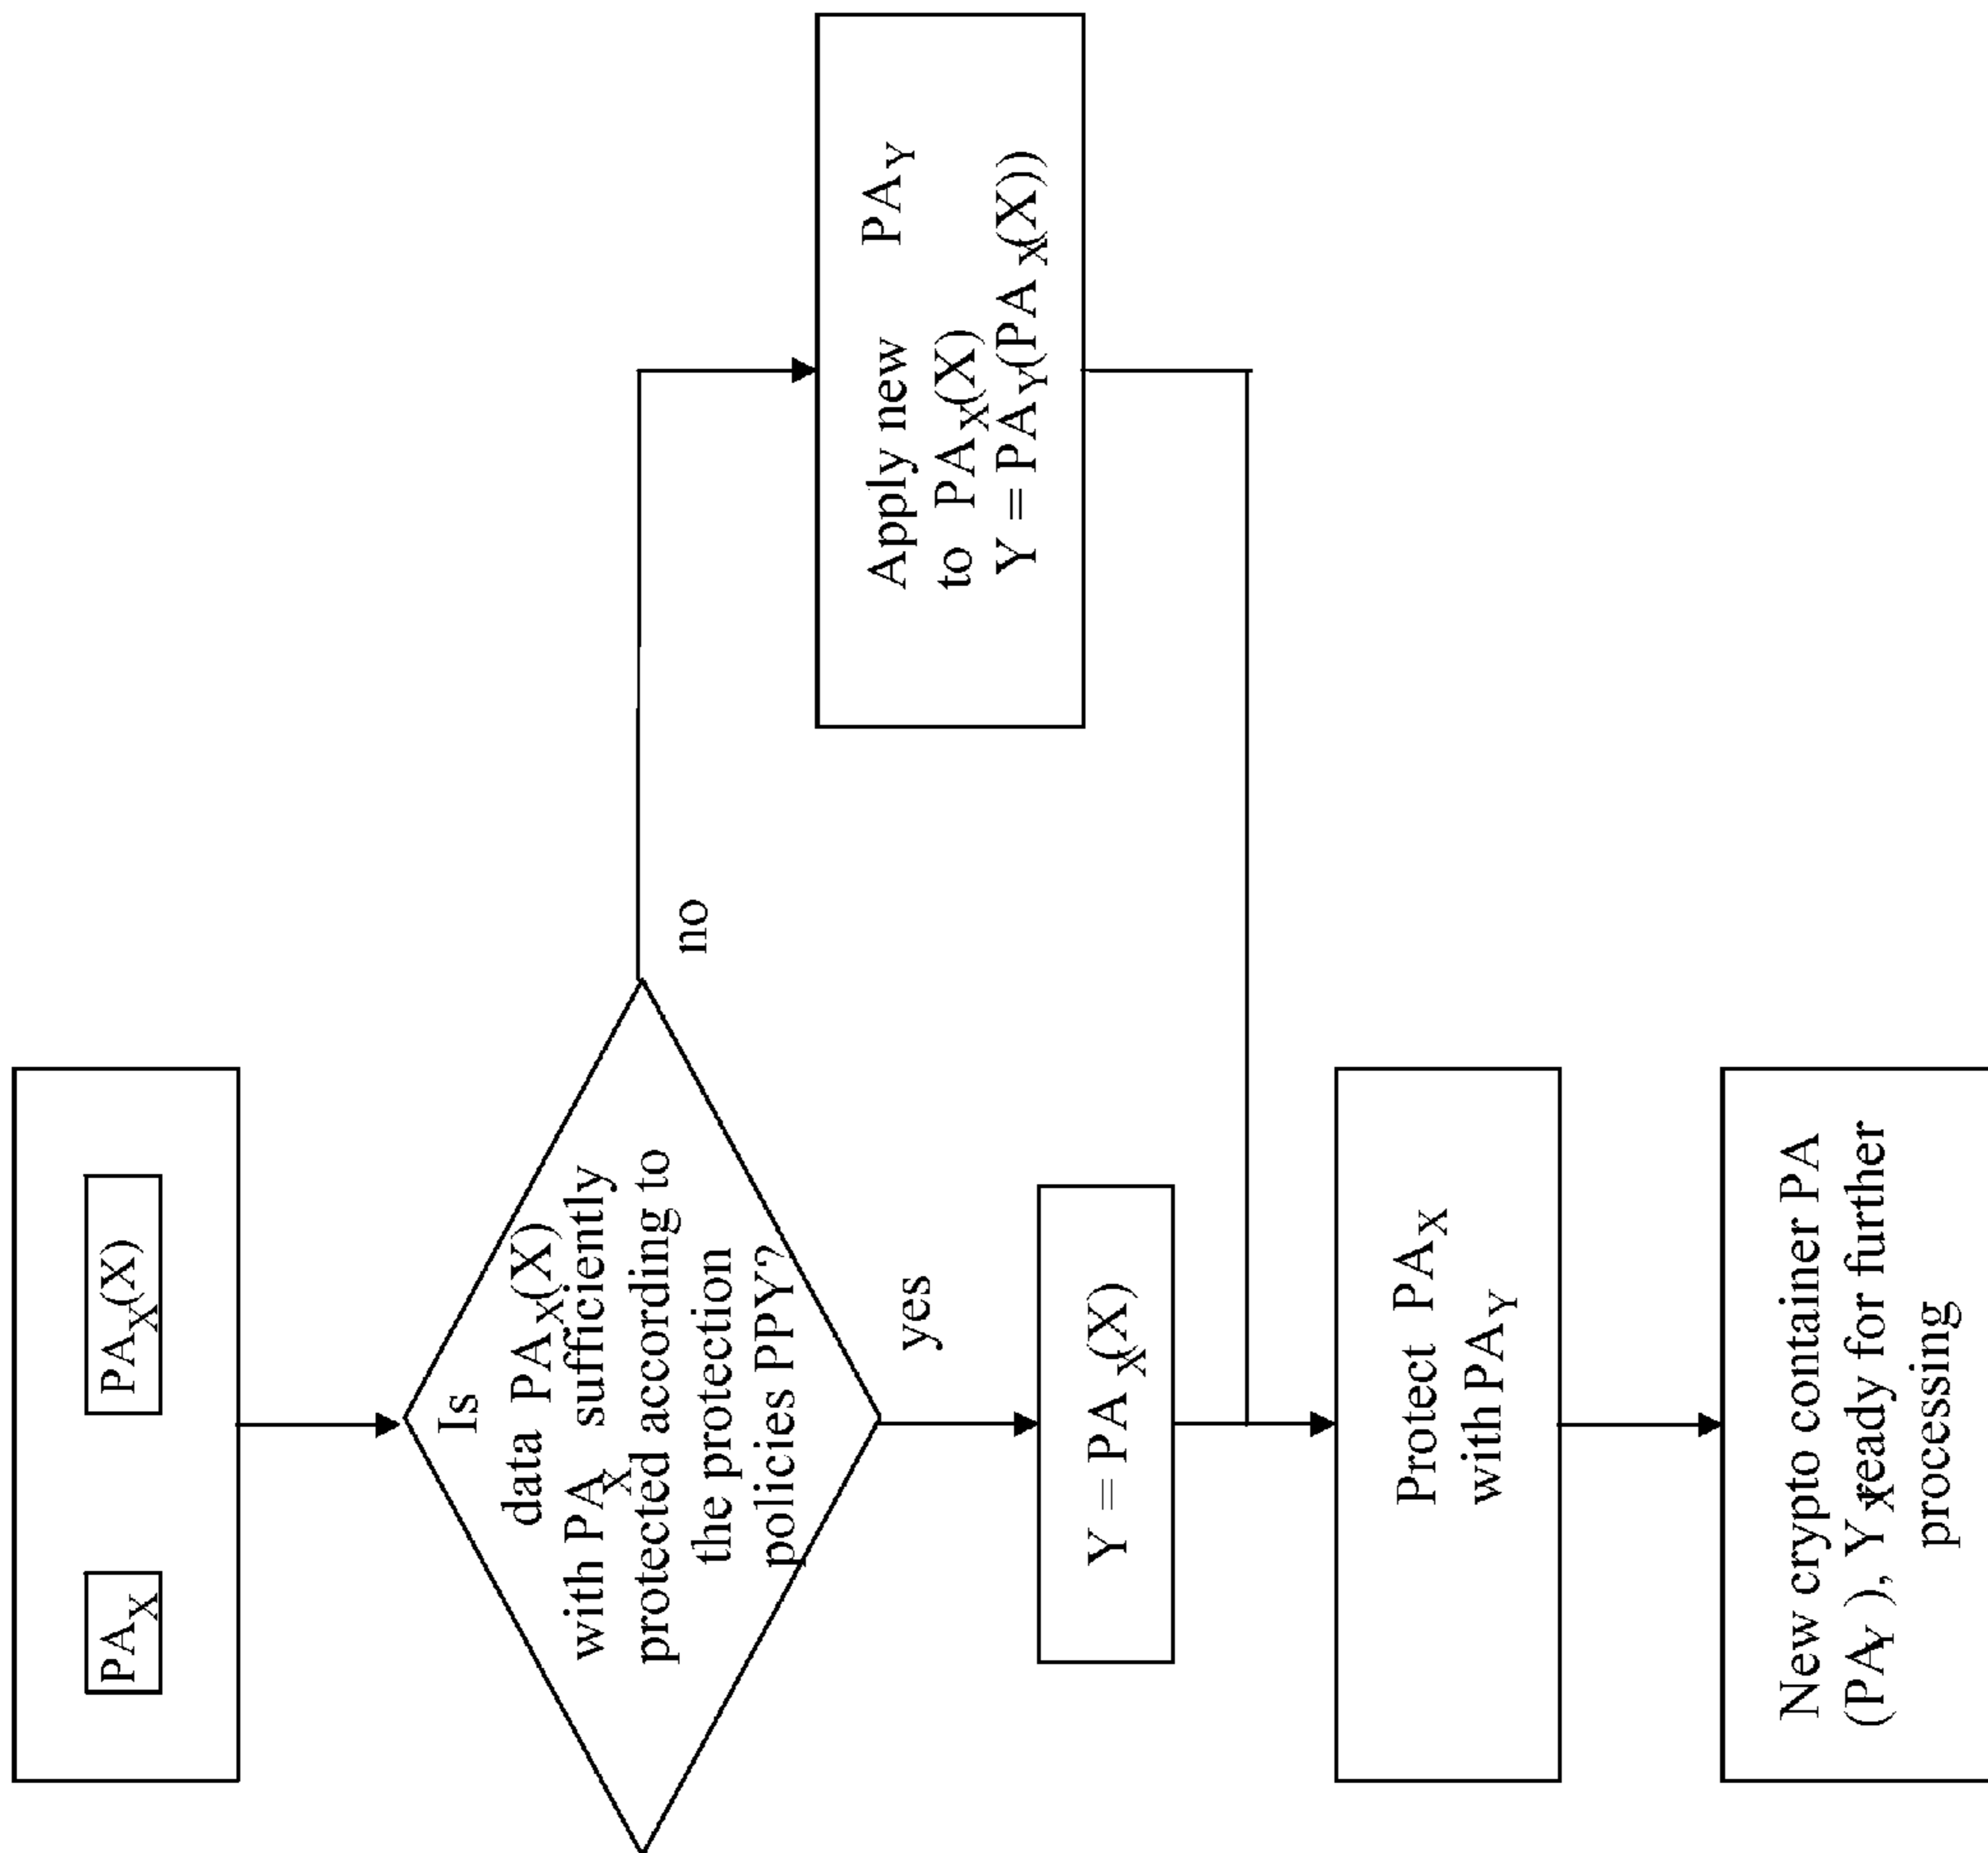 PAX
PAX(X)
Is
data PAX(X)
with PAX sufficiently
protected according to
the protection
policies PPY?
no
yes
Apply new PAY
to PAX(X)
Y = PAY(PAX(X))
Y = PAX(X)
Protect PAX
with PAY
New crypto container PA
(PAY), Y ready for further
processing